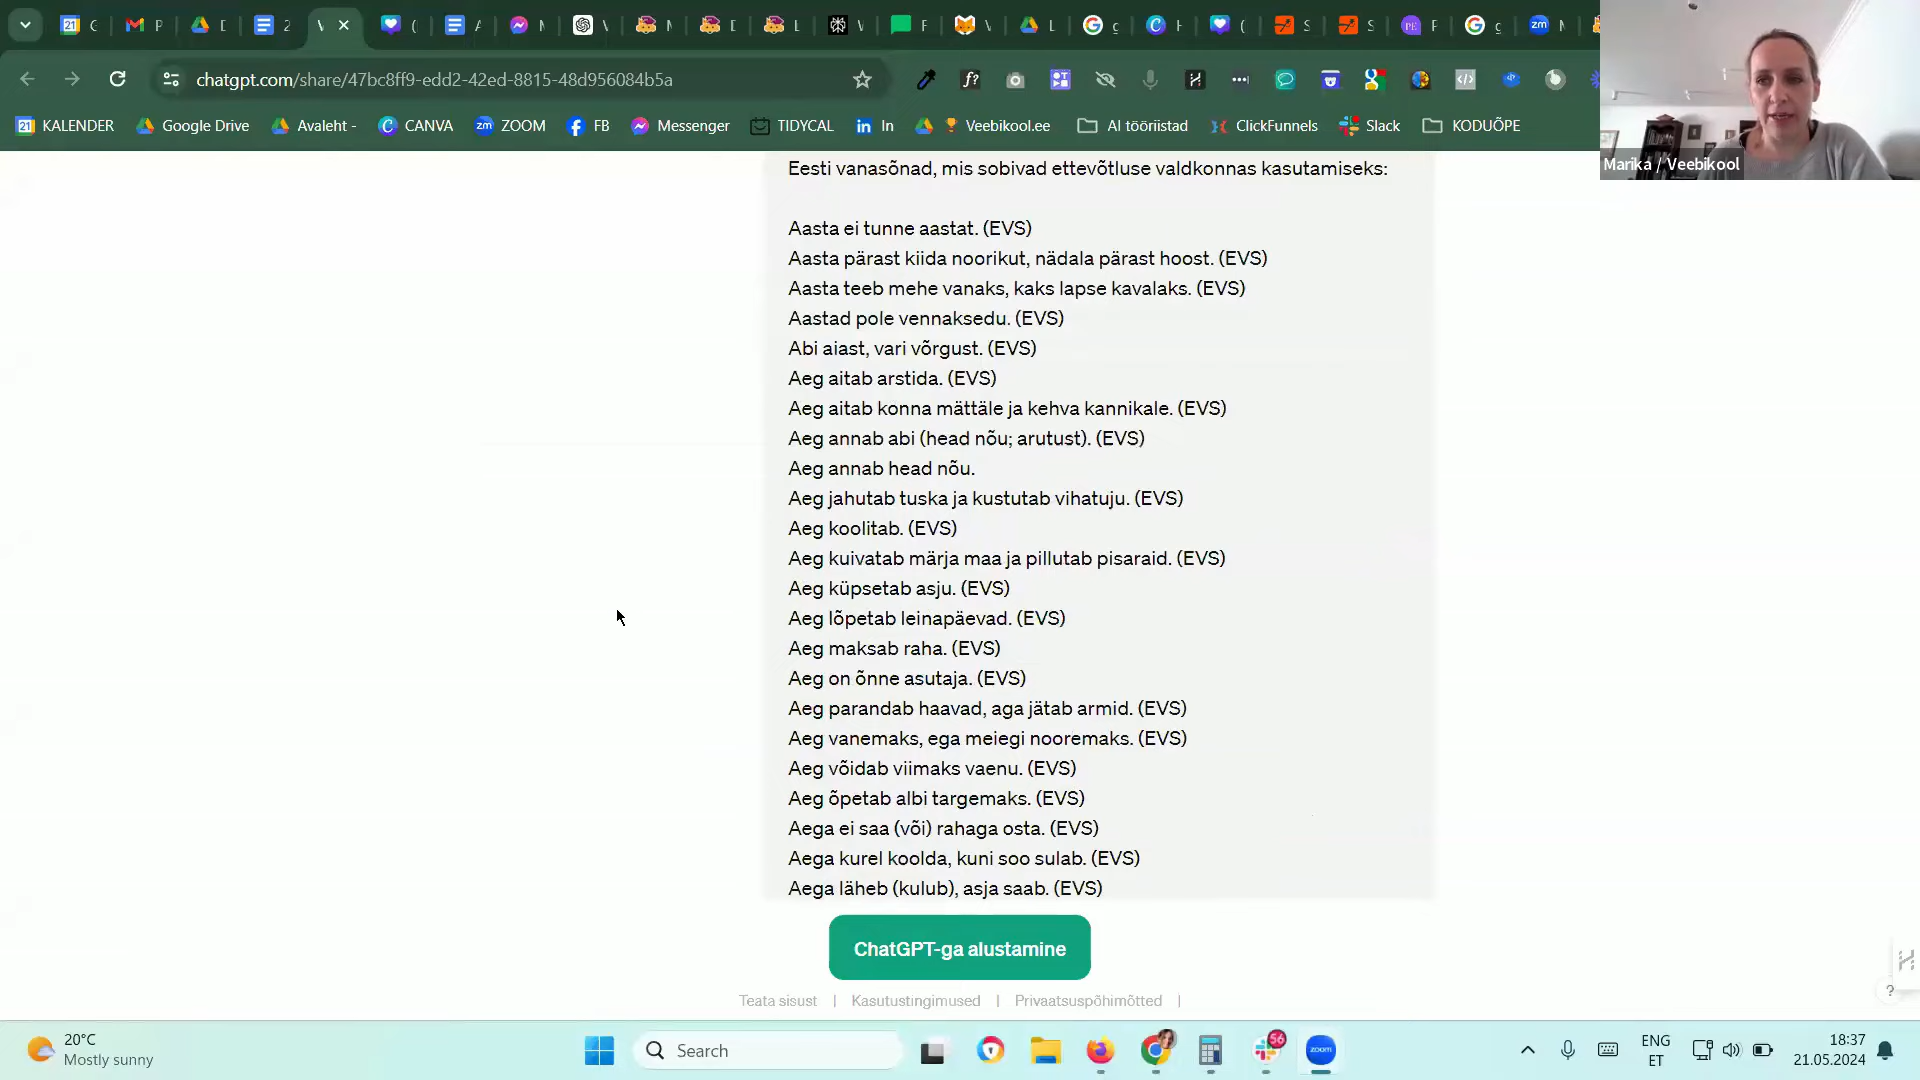 chatgpt.com/share/47bc8ff9-edd2-42ed-8815-48d956084b5a
KALENDER Google Drive Avaleht - CANVA ZOOM FB Messenger TIDYCAL In Veebikool.ee AI tööriistad ClickFunnels Slack KODUÕPE
Marika / Veebikool
Eesti vanasõnad, mis sobivad ettevõtluse valdkonnas kasutamiseks:
Aasta ei tunne aastat. (EVS)
Aasta pärast kiida noorikut, nädala pärast hoost. (EVS)
Aasta teeb mehe vanaks, kaks lapse kavalaks. (EVS)
Aastad pole vennaksedu. (EVS)
Abi aiast, vari võrgust. (EVS)
Aeg aitab arstida. (EVS)
Aeg aitab konna mättäle ja kehva kannikale. (EVS)
Aeg annab abi (head nõu; arutust). (EVS)
Aeg annab head nõu.
Aeg jahutab tuska ja kustutab vihatuju. (EVS)
Aeg koolitab. (EVS)
Aeg kuivatab märja maa ja pillutab pisaraid. (EVS)
Aeg küpsetab asju. (EVS)
Aeg lõpetab leinapäevad. (EVS)
Aeg maksab raha. (EVS)
Aeg on õnne asutaja. (EVS)
Aeg parandab haavad, aga jätab armid. (EVS)
Aeg vanemaks, ega meiegi nooremaks. (EVS)
Aeg võidab viimaks vaenu. (EVS)
Aeg õpetab albi targemaks. (EVS)
Aega ei saa (või) rahaga osta. (EVS)
Aega kurel koolda, kuni soo sulab. (EVS)
Aega läheb (kulub), asja saab. (EVS)
ChatGPT-ga alustamine
Teata sisust | Kasutustingimused | Privaatsuspõhimõtted |
20°C
Mostly sunny
Search
56
zoom
ENG
ET
18:37
21.05.2024